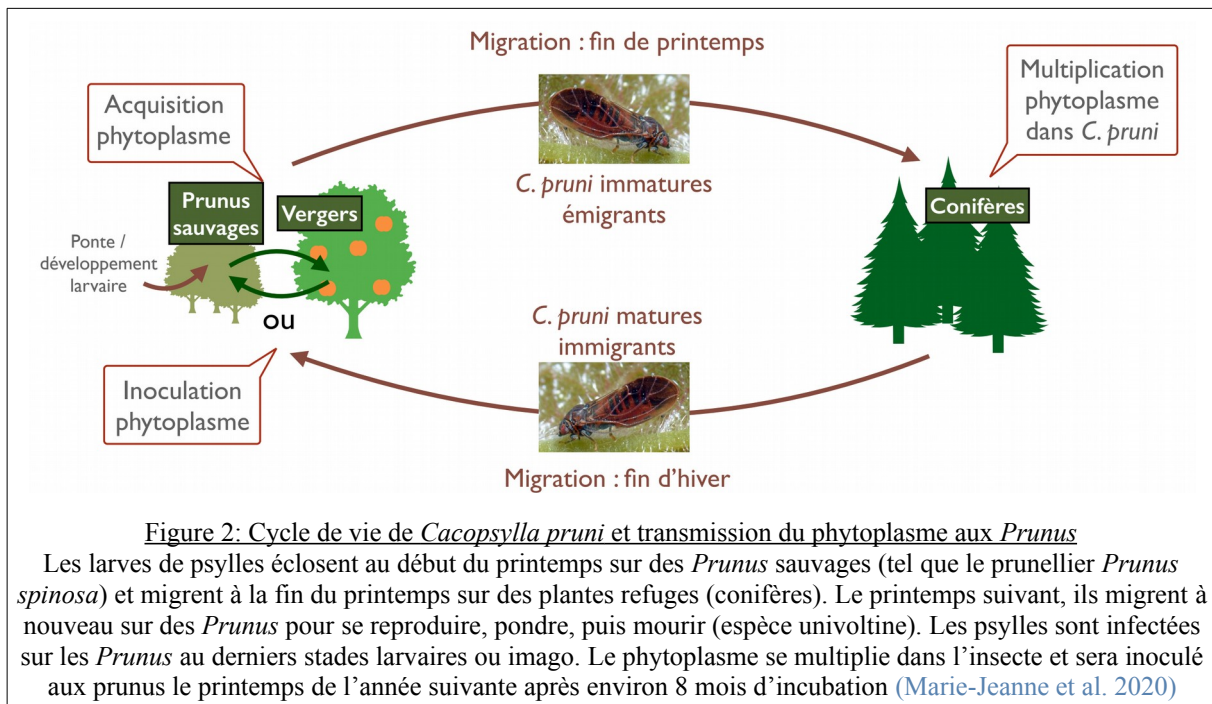 Migration : fin de printemps
Acquisition
phytoplasme
Multiplication
phytoplasme
dans C. pruni
C. pruni immatures
émigrants
Prunus
sauvages
Vergers
Conifères
Ponte /
développement
larvaire
ou
C. pruni matures
immigrants
Inoculation
phytoplasme
Migration : fin d'hiver
Figure 2: Cycle de vie de Cacopsylla pruni et transmission du phytoplasme aux Prunus
Les larves de psylles éclosent au début du printemps sur des Prunus sauvages (tel que le prunellier Prunus
spinosa) et migrent à la fin du printemps sur des plantes refuges (conifères). Le printemps suivant, ils migrent à
nouveau sur des Prunus pour se reproduire, pondre, puis mourir (espèce univoltine). Les psylles sont infectées
sur les Prunus au derniers stades larvaires ou imago. Le phytoplasme se multiplie dans l'insecte et sera inoculé
aux prunus le printemps de l'année suivante après environ 8 mois d'incubation (Marie-Jeanne et al. 2020)